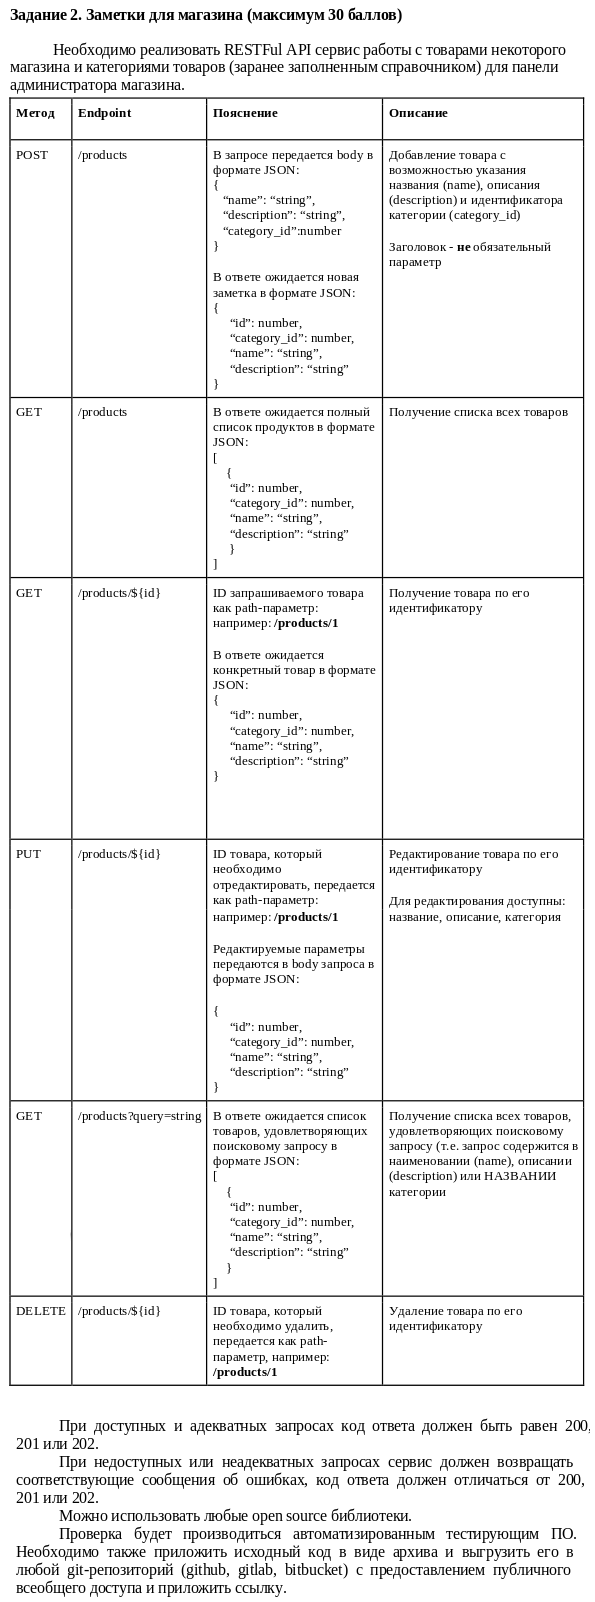 Задание 2. Заметки для магазина (максимум 30 баллов)
Необходимо реализовать RESTFul API сервис работы с товарами некоторого
магазина и категориями товаров (заранее заполненным справочником) для панели
администратора магазина.
Метод Endpoint Пояснение Описание
POST
/products
В запросе передается body в
формате JSON:
{
“name”: “string”,
“description”: “string”,
“category_id”:number
}
В ответе ожидается новая
заметка в формате JSON:
{
“id”: number,
“category_id”: number,
“name”: “string”,
“description”: “string”
}
Добавление товара с
возможностью указания
названия (name), описания
(description) и идентификатора
категории (category_id)
Заголовок - не обязательный
параметр
GET
/products
В ответе ожидается полный
список продуктов в формате
JSON:
[
{
“id”: number,
“category_id”: number,
“name”: “string”,
“description”: “string”
}
]
Получение списка всех товаров
GET
/products/${id}
ID запрашиваемого товара
как path-параметр:
например: /products/1
В ответе ожидается
конкретный товар в формате
JSON:
{
“id”: number,
“category_id”: number,
“name”: “string”,
“description”: “string”
}
Получение товара по его
идентификатору
PUT
/products/${id}
ID товара, который
необходимо
отредактировать, передается
как path-параметр:
например: /products/1
Редактируемые параметры
передаются в body запроса в
формате JSON:
{
“id”: number,
“category_id”: number,
“name”: “string”,
“description”: “string”
}
Редактирование товара по его
идентификатору
Для редактирования доступны:
название, описание, категория
GET
/products?query=string
В ответе ожидается список
товаров, удовлетворяющих
поисковому запросу в
формате JSON:
[
{
“id”: number,
“category_id”: number,
“name”: “string”,
“description”: “string”
}
]
Получение списка всех товаров,
удовлетворяющих поисковому
запросу (т.е. запрос содержится в
наименовании (name), описании
(description) или НАЗВАНИИ
категории
DELETE
/products/${id}
ID товара, который
необходимо удалить,
передается как path-
параметр, например:
/products/1
Удаление товара по его
идентификатору
При доступных и адекватных запросах код ответа должен быть равен 200,
201 или 202.
При недоступных или неадекватных запросах сервис должен возвращать
соответствующие сообщения об ошибках, код ответа должен отличаться от 200,
201 или 202.
Можно использовать любые open source библиотеки.
Проверка будет производиться автоматизированным тестирующим ПО.
Необходимо также приложить исходный код в виде архива и выгрузить его в
любой git-репозиторий (github, gitlab, bitbucket) с предоставлением публичного
всеобщего доступа и приложить ссылку.